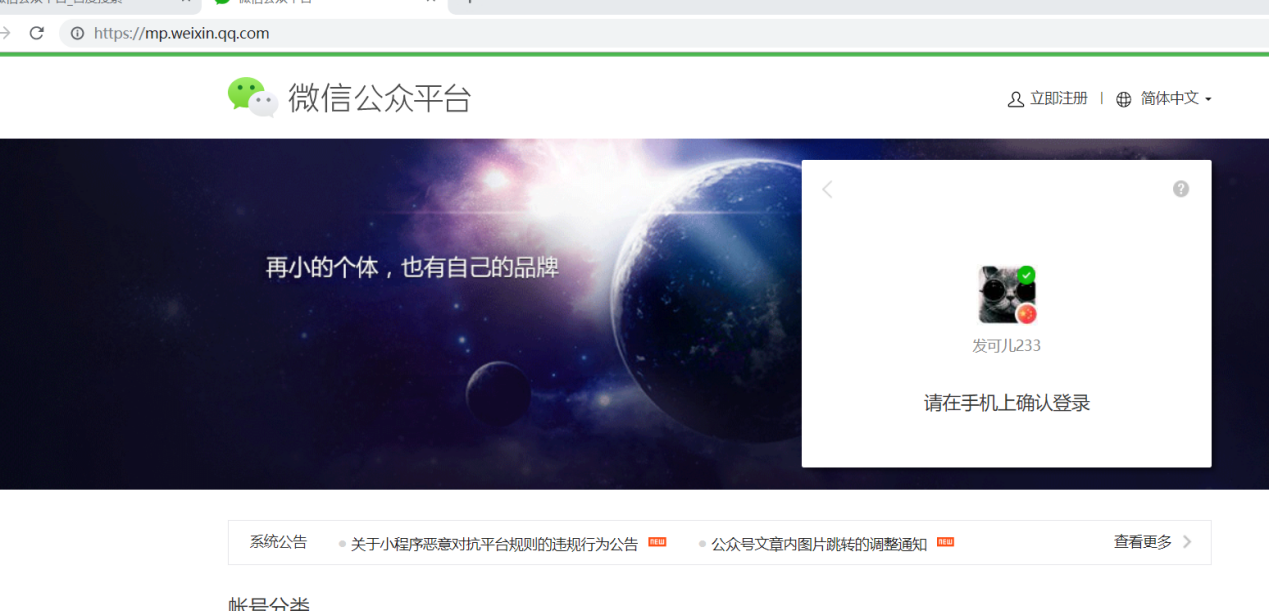 https://mp.weixin.qq.com
微信公众平台
立即注册
简体中文
再小的个体，也有自己的品牌
发可儿233
请在手机上确认登录
系统公告
关于小程序恶意对抗平台规则的违规行为公告 NEW
公众号文章内图片跳转的调整通知 NEW
查看更多
帐号分类